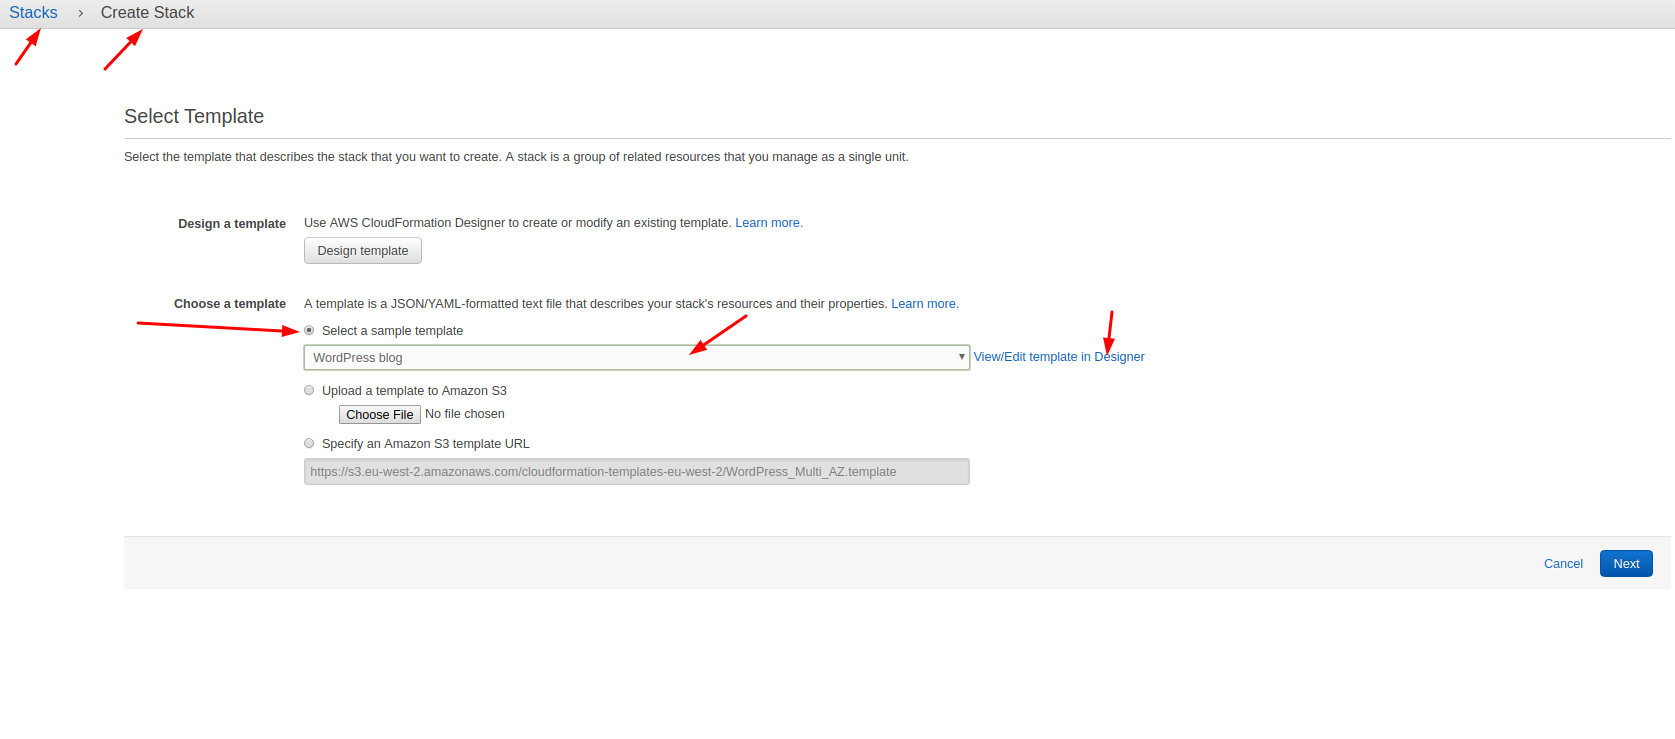 Stacks › Create Stack
Select Template
Select the template that describes the stack that you want to create. A stack is a group of related resources that you manage as a single unit.
Design a template Use AWS CloudFormation Designer to create or modify an existing template. Learn more.
Design template
Choose a template A template is a JSON/YAML-formatted text file that describes your stack's resources and their properties. Learn more.
Select a sample template
WordPress blog View/Edit template in Designer
Upload a template to Amazon S3
Choose File No file chosen
Specify an Amazon S3 template URL
https://s3.eu-west-2.amazonaws.com/cloudformation-templates-eu-west-2/WordPress_Multi_AZ.template
Cancel Next